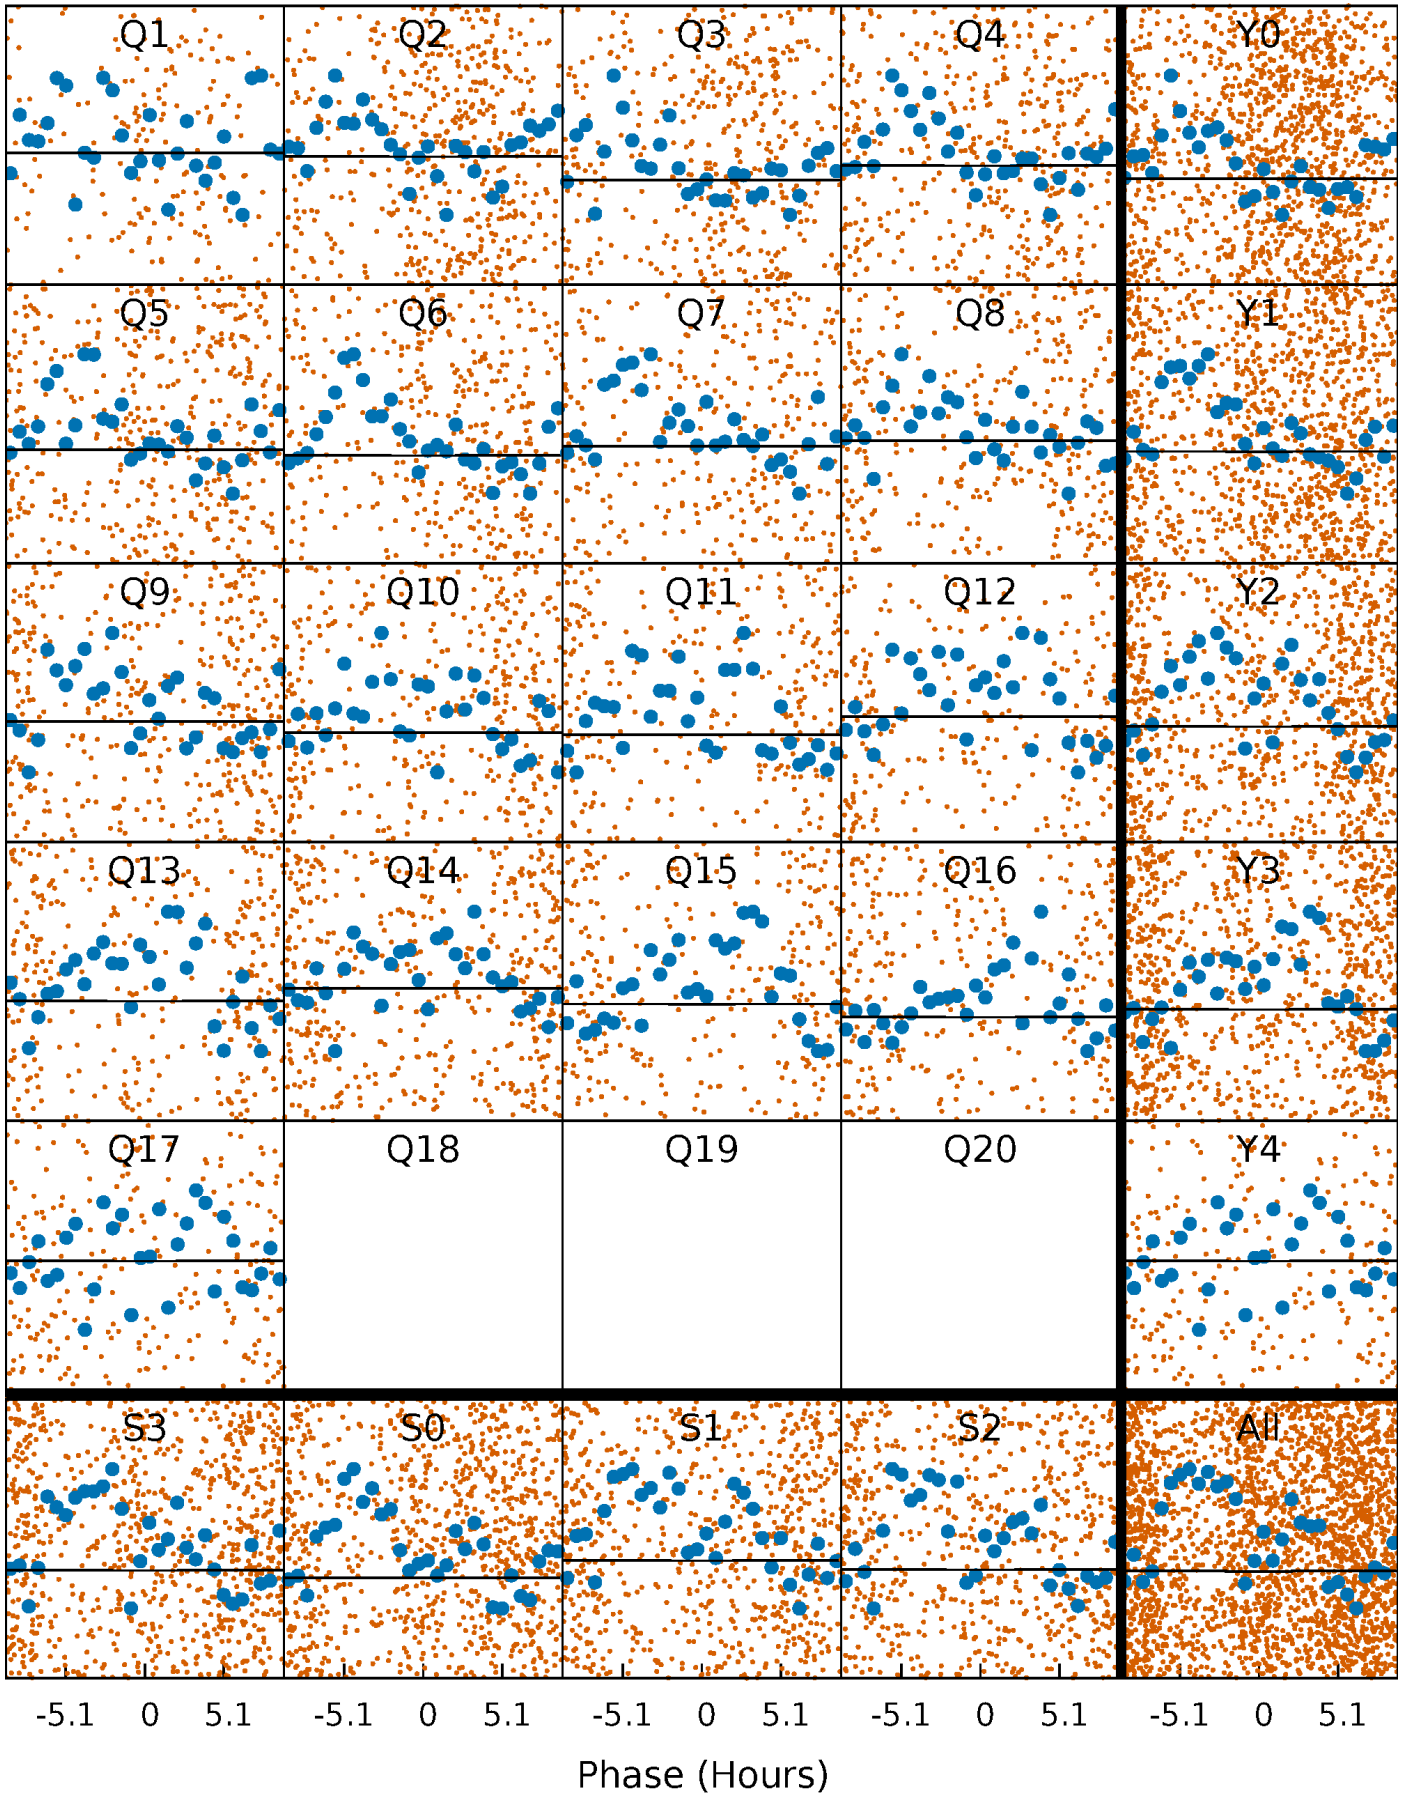 Q1 Q2 Q3 Q4 Y0
Q5 Q6 Q7 Q8 Y1
Q9 Q10 Q11 Q12 Y2
Q13 Q14 Q15 Q16 Y3
Q17 Q18 Q19 Q20 Y4
S3 S0 S1 S2 All
-5.1 0 5.1 -5.1 0 5.1 -5.1 0 5.1 -5.1 0 5.1 -5.1 0 5.1
Phase (Hours)